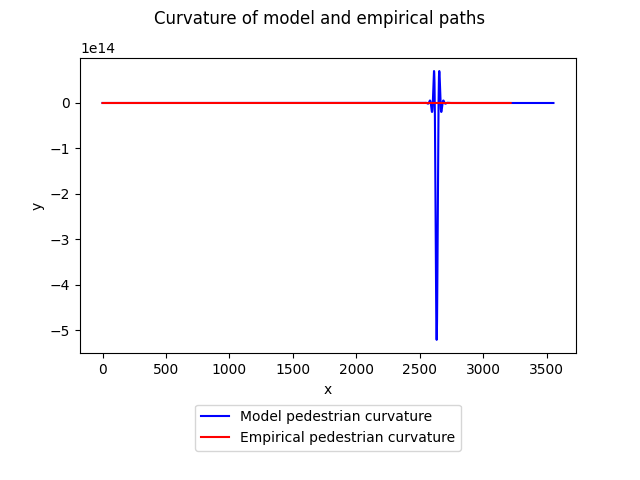 Curvature of model and empirical paths
1e14
0
−1
−2
−3
−4
−5
y
0 500 1000 1500 2000 2500 3000 3500
x
Model pedestrian curvature
Empirical pedestrian curvature